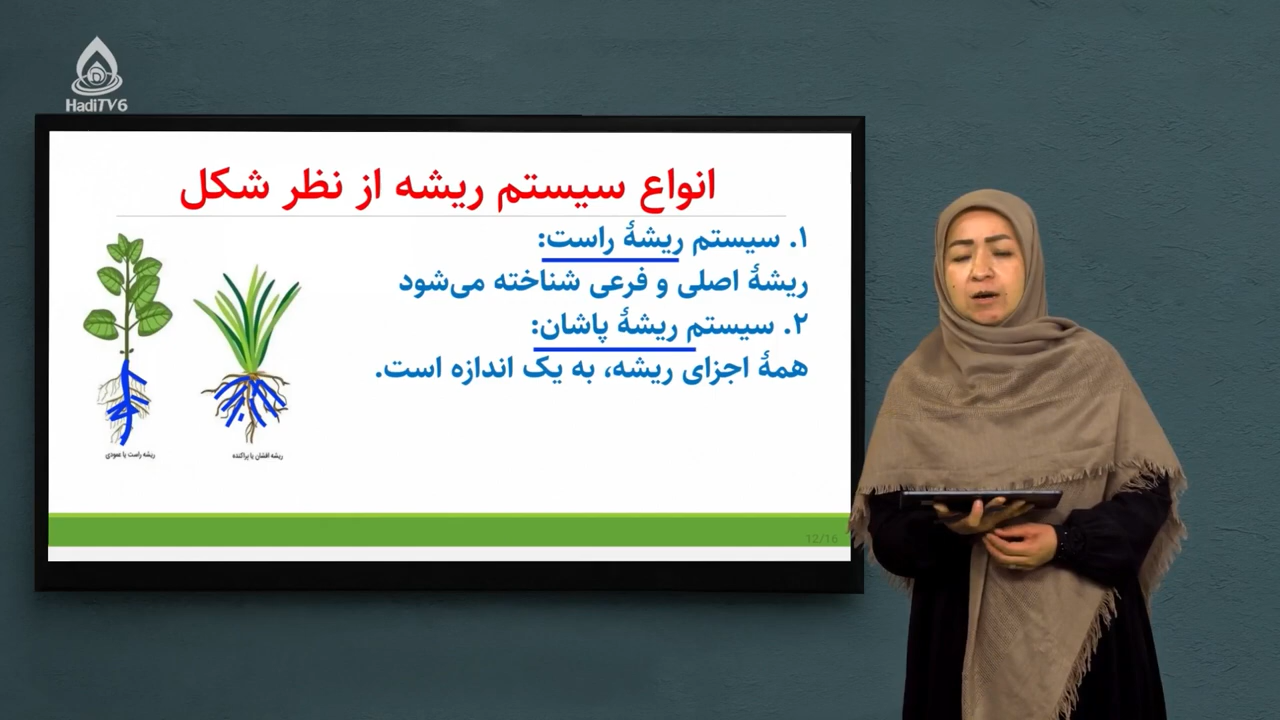 HadiTV6
انواع سیستم ریشه از نظر شکل
۱. سیستم ریشهٔ راست:
ریشهٔ اصلی و فرعی شناخته می‌شود
۲. سیستم ریشهٔ پاشان:
همهٔ اجزای ریشه، به یک اندازه است.
ریشه افشان یا پراکنده
ریشه راست یا عمودی
12/16